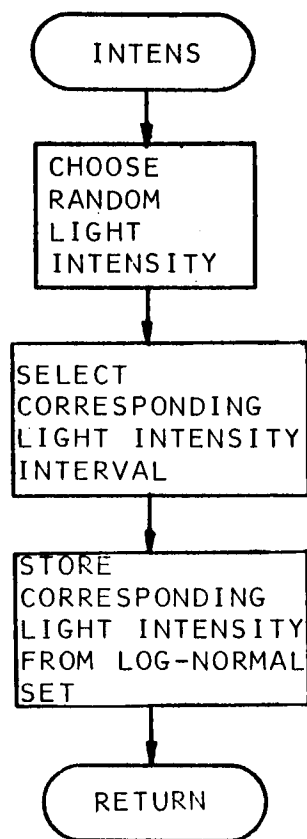 INTENS
CHOOSE
RANDOM
LIGHT
INTENSITY
SELECT
CORRESPONDING
LIGHT INTENSITY
INTERVAL
STORE
CORRESPONDING
LIGHT INTENSITY
FROM LOG-NORMAL
SET
RETURN